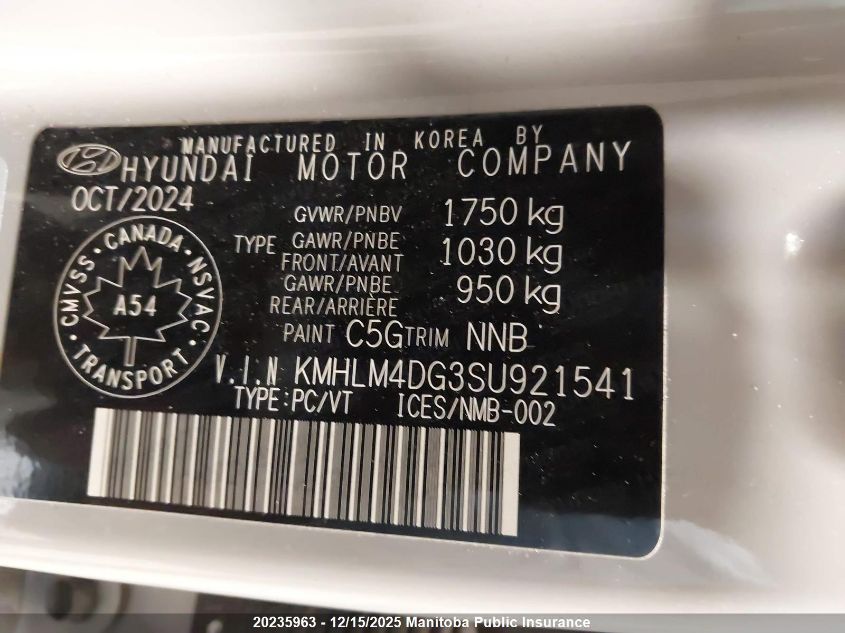 MANUFACTURED IN KOREA BY
HYUNDAI MOTOR COMPANY
OCT/2024
GVWR/PNBV 1750 kg
TYPE GAWR/PNBE FRONT/AVANT 1030 kg
GAWR/PNBE REAR/ARRIÈRE 950 kg
PAINT C5G TRIM NNB
CMVSS · CANADA · NSVAC · TRANSPORT ·
A54
V.I.N KMHLM4DG3SU921541
TYPE:PC/VT ICES/NMB-002
20235963 - 12/15/2025 Manitoba Public Insurance